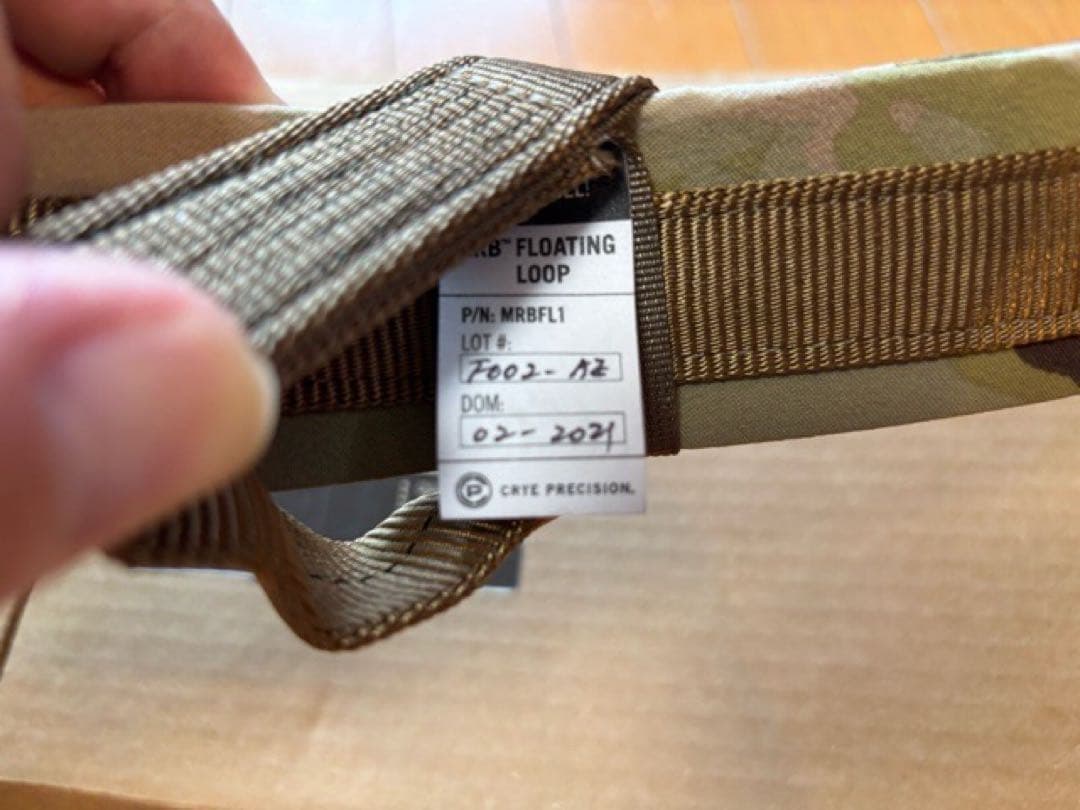 FLOATING
LOOP
P/N: MRBFL1
LOT #:
F002- AZ
DOM:
02-2021
CRYE PRECISION.